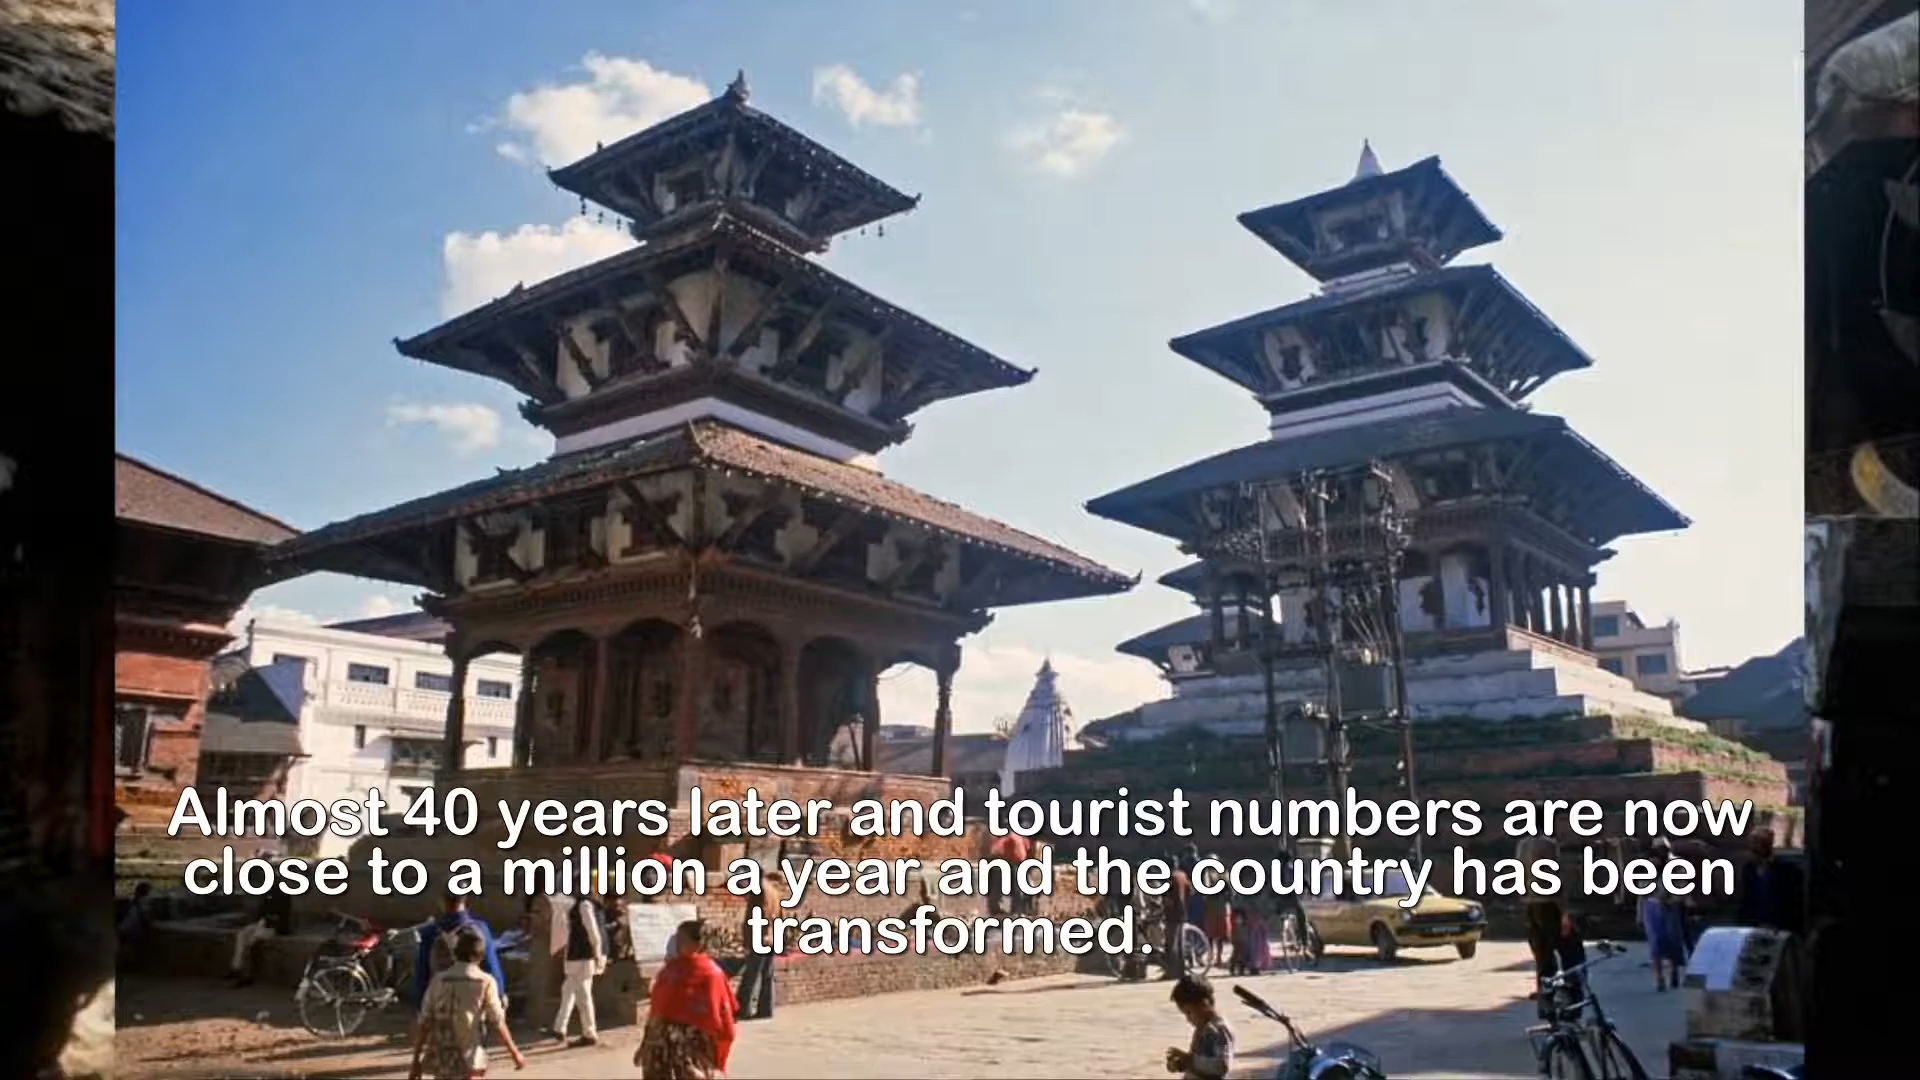 Almost 40 years later and tourist numbers are now
close to a million a year and the country has been
transformed.